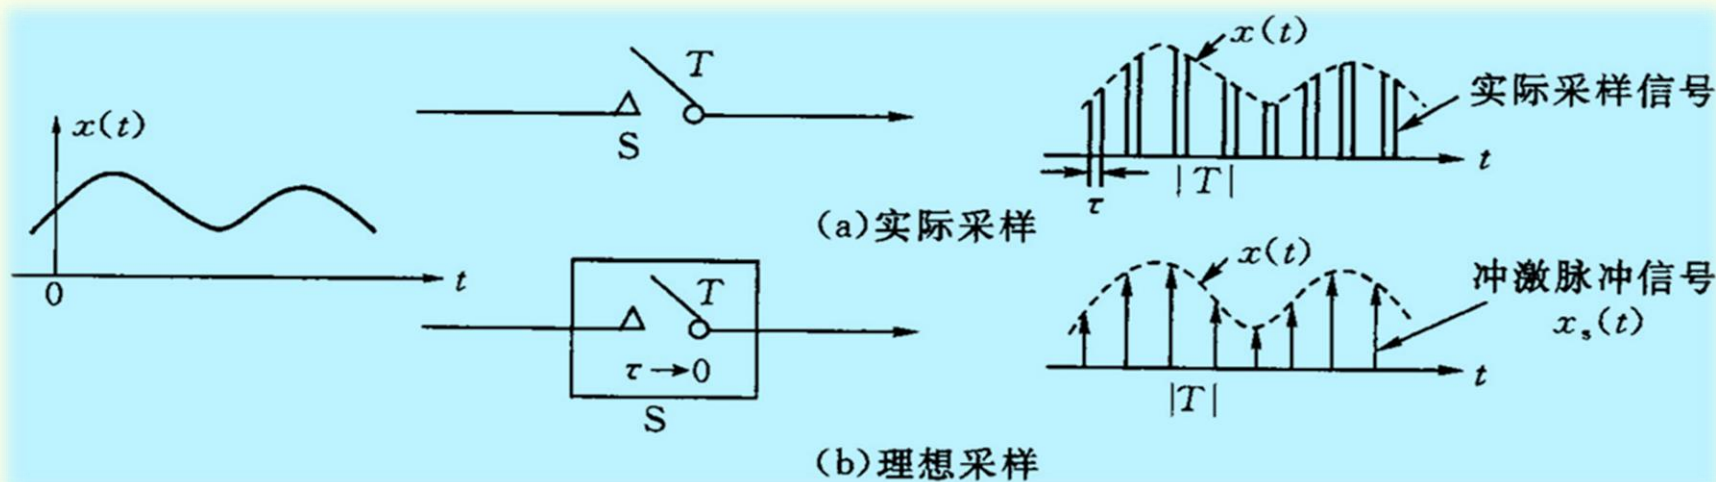 x(t)
0
t
T
S
x(t)
实际采样信号
t
τ
|T|
(a)实际采样
T
τ→0
S
x(t)
冲激脉冲信号
xₛ(t)
t
|T|
(b)理想采样